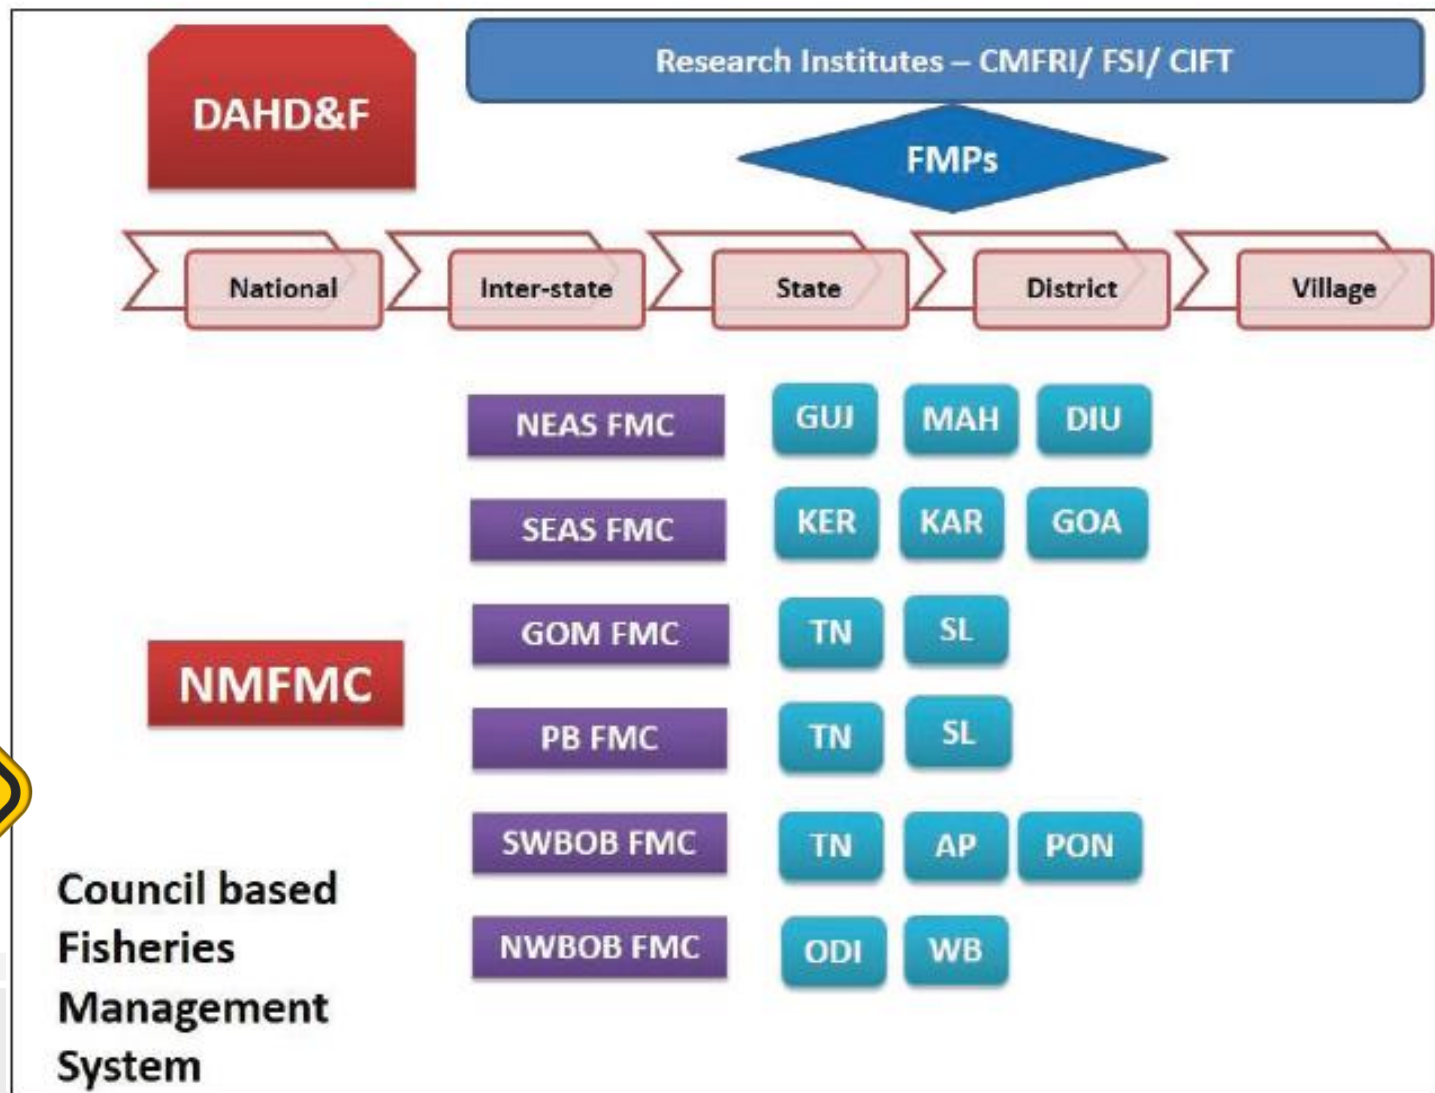 DAHD&F
Research Institutes – CMFRI/ FSI/ CIFT
FMPs
National
Inter-state
State
District
Village
NEAS FMC
GUJ
MAH
DIU
SEAS FMC
KER
KAR
GOA
GOM FMC
TN
SL
NMFMC
PB FMC
TN
SL
SWBOB FMC
TN
AP
PON
NWBOB FMC
ODI
WB
Council based
Fisheries
Management
System